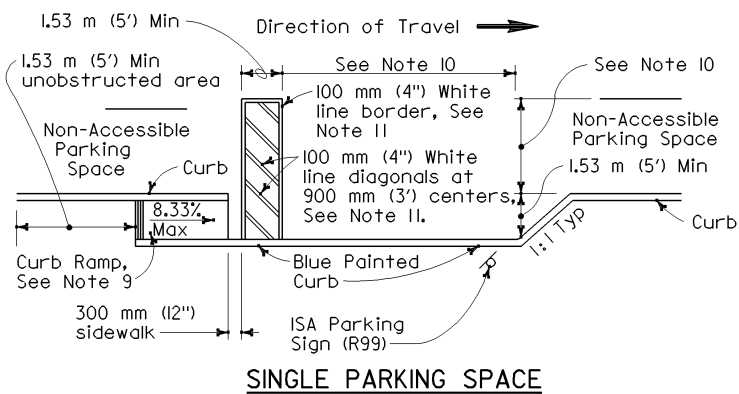 1.53 m (5') Min
Direction of Travel
1.53 m (5') Min
unobstructed area
See Note 10
See Note 10
100 mm (4") White
line border, See
Note 11
Non-Accessible
Parking
Space
Non-Accessible
Parking Space
Curb
100 mm (4") White
line diagonals at
900 mm (3') centers,
See Note 11.
1.53 m (5') Min
8.33%
Max
Curb
1:1 Typ
Curb Ramp,
See Note 9
Blue Painted
Curb
300 mm (12")
sidewalk
ISA Parking
Sign (R99)
SINGLE PARKING SPACE